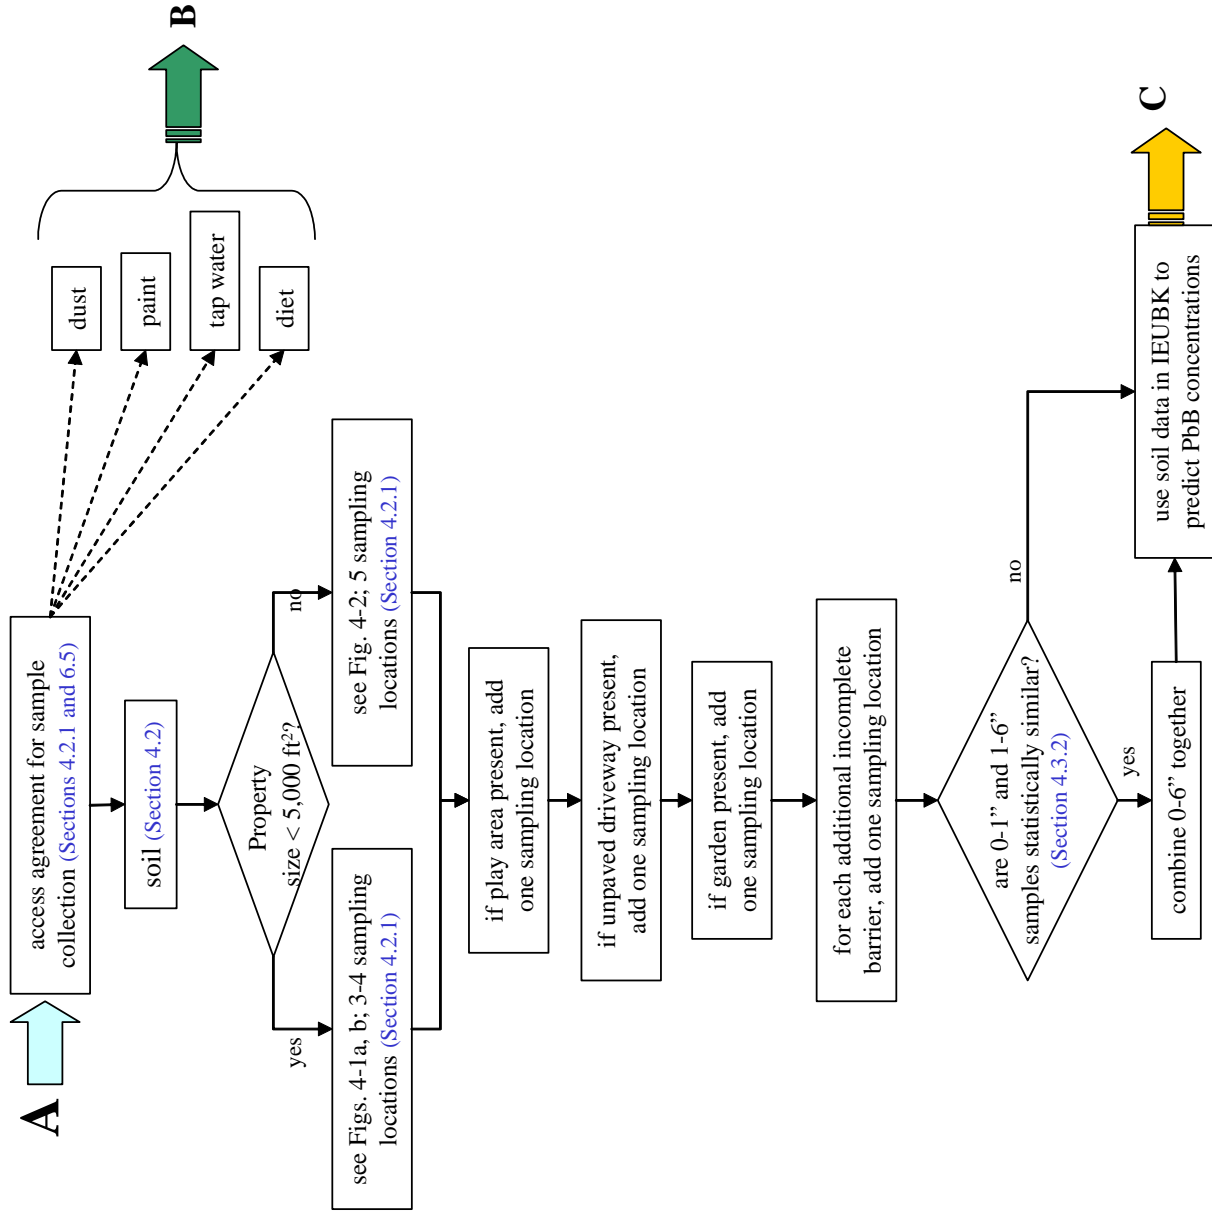 A
access agreement for sample
collection (Sections 4.2.1 and 6.5)
dust
paint
tap water
diet
B
soil (Section 4.2)
Property
size < 5,000 ft²?
yes
no
see Figs. 4-1a, b; 3-4 sampling
locations (Section 4.2.1)
see Fig. 4-2; 5 sampling
locations (Section 4.2.1)
if play area present, add
one sampling location
if unpaved driveway present,
add one sampling location
if garden present, add
one sampling location
for each additional incomplete
barrier, add one sampling location
are 0-1” and 1-6”
samples statistically similar?
(Section 4.3.2)
yes
no
combine 0-6” together
use soil data in IEUBK to
predict PbB concentrations
C